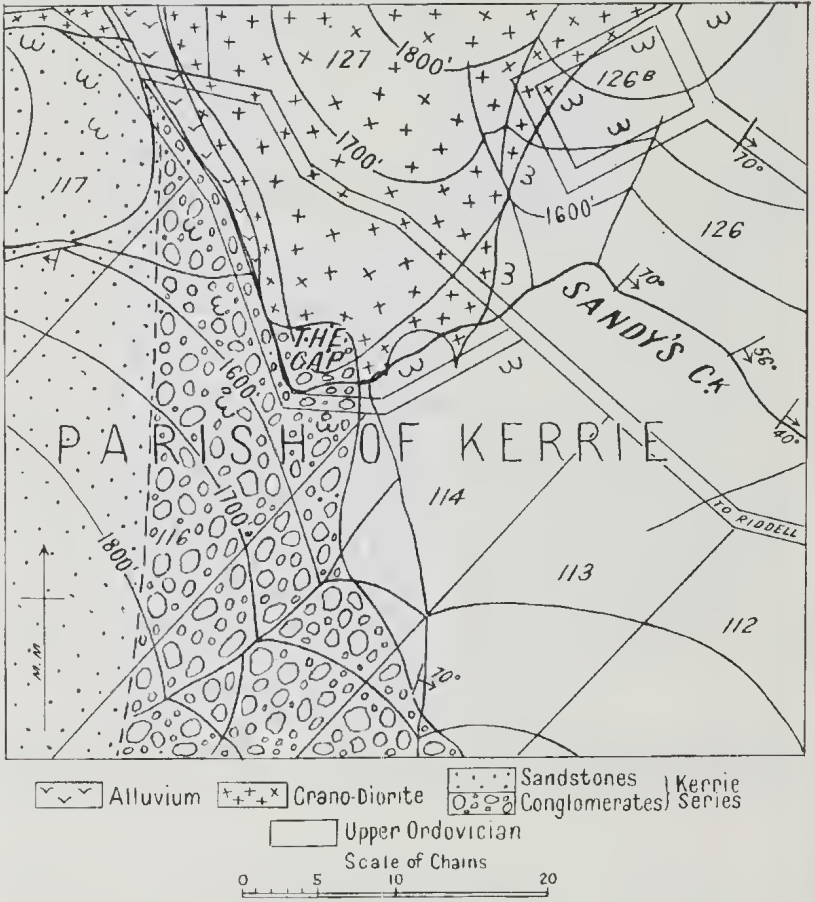 1800'
127
126B
1700'
70°
117
1600'
126
70°
SANDY'S CK
56°
THE
GAP
1600'
40°
PARISH OF KERRIE
114
1700'
TO RIDDELL
116
1800'
113
112
M.M
70°
Alluvium
Grano-Diorite
Sandstones
Conglomerates
Kerrie
Series
Upper Ordovician
Scale of Chains
0 5 10 20